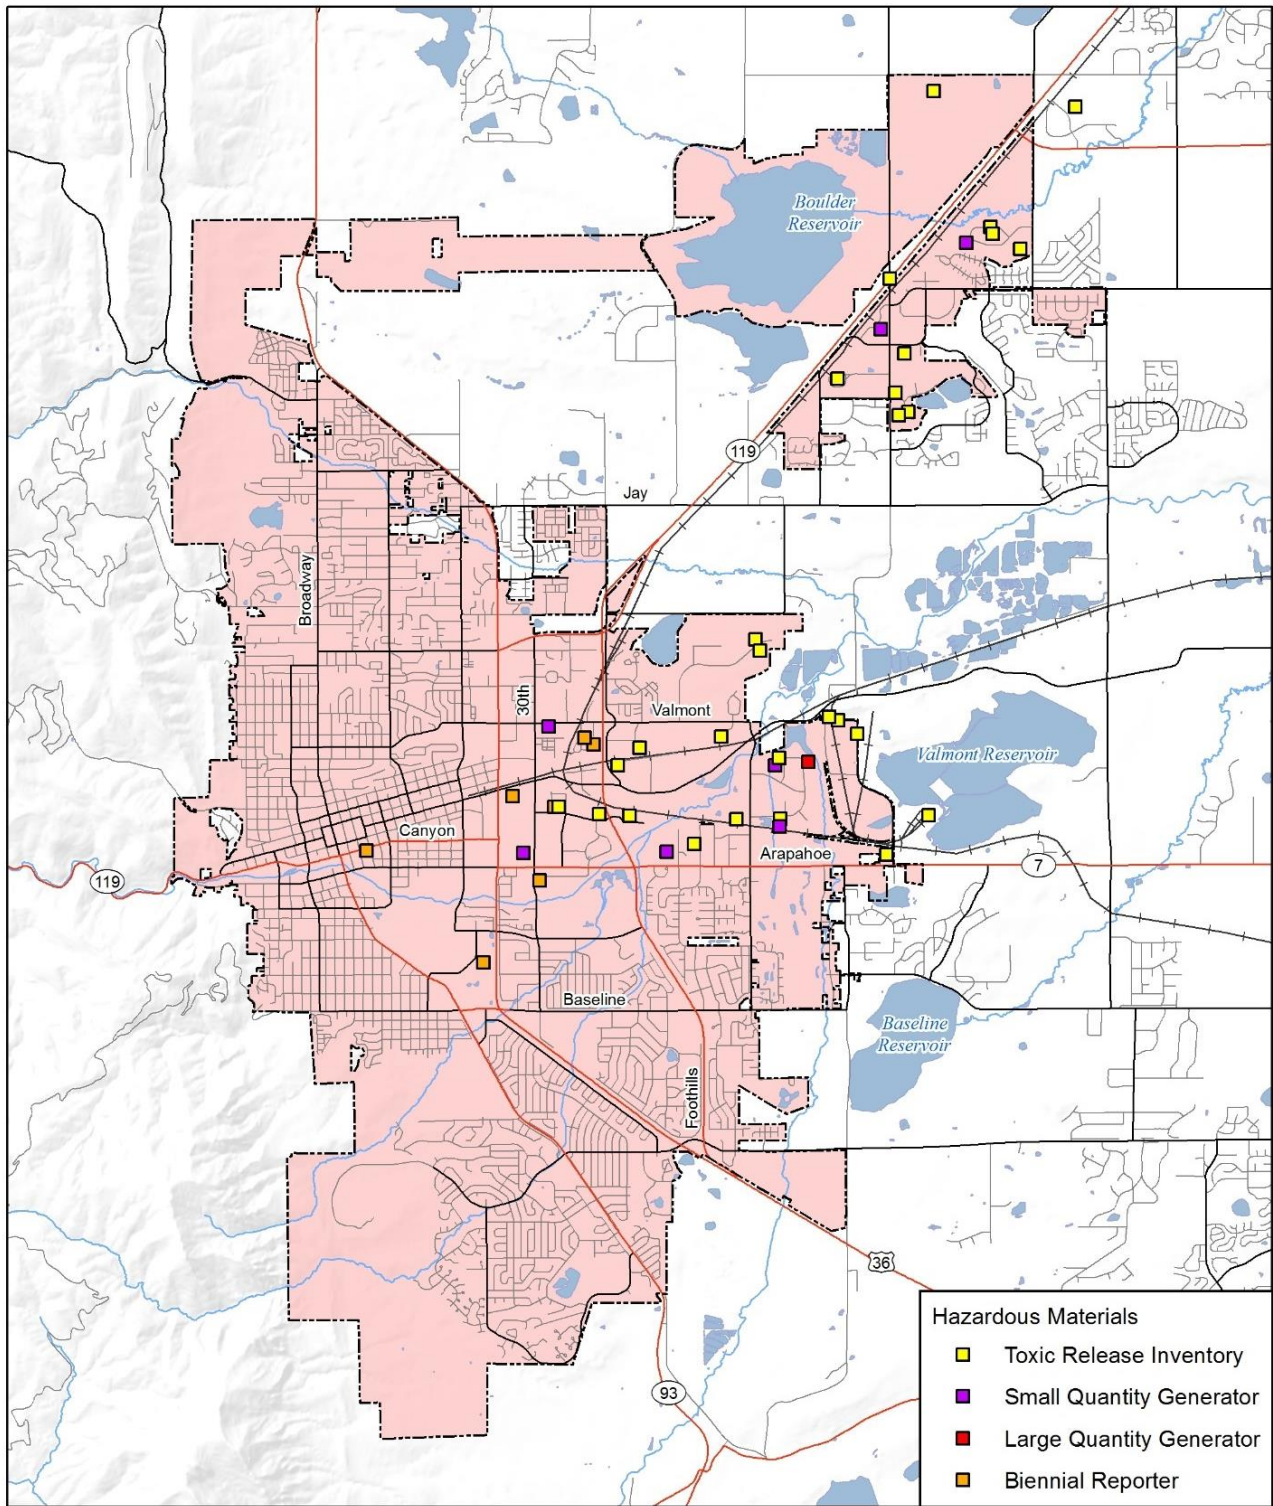 Boulder
Reservoir
119
Jay
Broadway
30th
Valmont
Valmont Reservoir
Canyon
Arapahoe
119
7
Baseline
Baseline
Reservoir
Foothills
36
93
Hazardous Materials
Toxic Release Inventory
Small Quantity Generator
Large Quantity Generator
Biennial Reporter